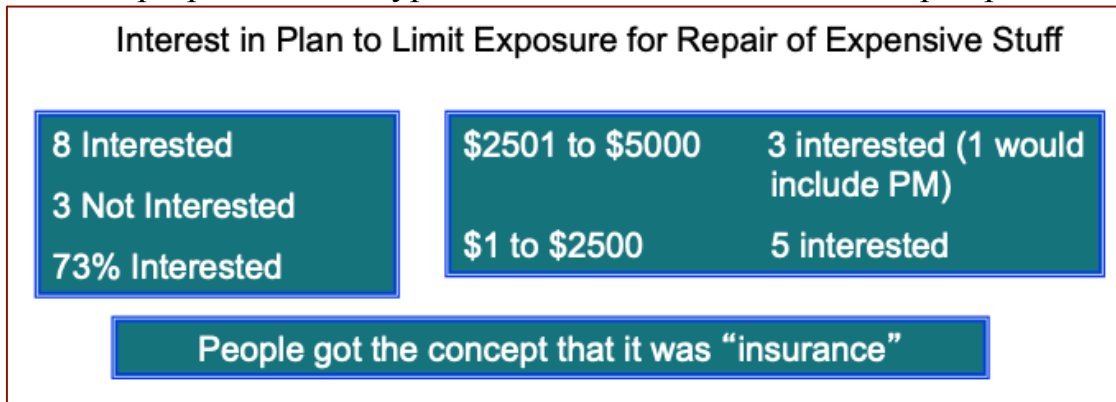 Interest in Plan to Limit Exposure for Repair of Expensive Stuff
8 Interested
3 Not Interested
73% Interested
$2501 to $5000 3 interested (1 would
include PM)
$1 to $2500 5 interested
People got the concept that it was “insurance”